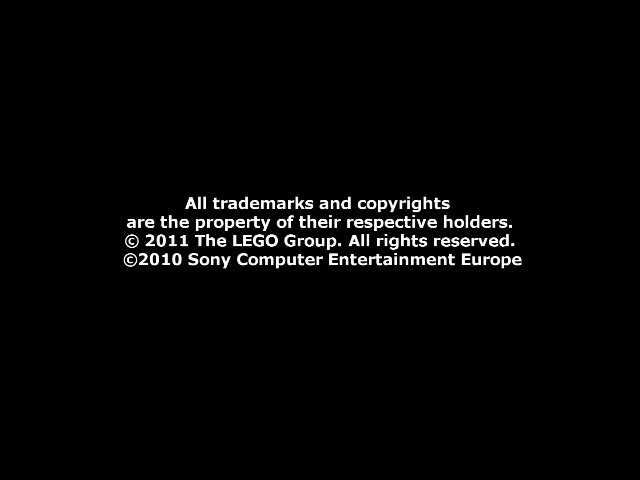 All trademarks and copyrights
are the property of their respective holders.
© 2011 The LEGO Group. All rights reserved.
©2010 Sony Computer Entertainment Europe